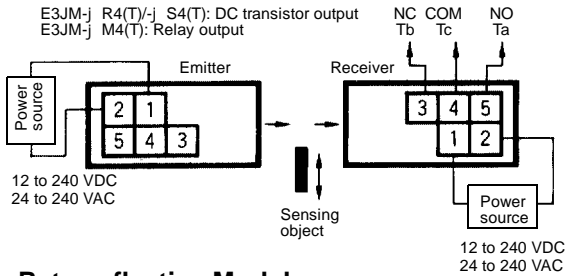 E3JM-j R4(T)/-j S4(T): DC transistor output
E3JM-j M4(T): Relay output
NC COM NO
Tb Tc Ta
Emitter
Receiver
Power source
2 1
5 4 3
3 4 5
1 2
12 to 240 VDC
24 to 240 VAC
Sensing
object
Power
source
12 to 240 VDC
24 to 240 VAC